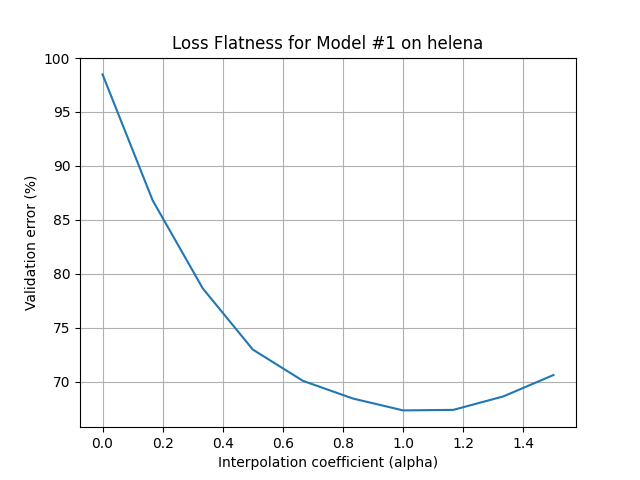 Loss Flatness for Model #1 on helena
Validation error (%)
100
95
90
85
80
75
70
0.0 0.2 0.4 0.6 0.8 1.0 1.2 1.4
Interpolation coefficient (alpha)